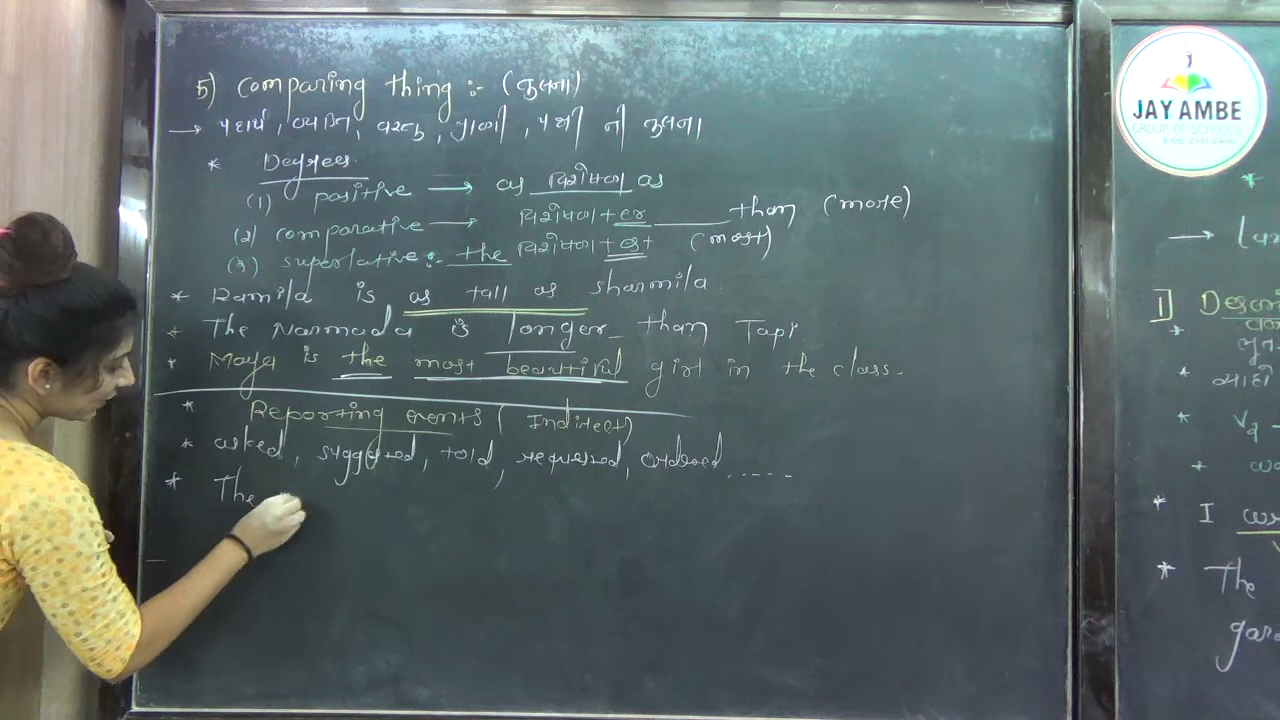 5) Comparing thing :- (તુલના)
→ પદાર્થ, વ્યક્તિ, વસ્તુ, પ્રાણી, પક્ષી ની તુલના
* Degrees
(1) positive → as વિશેષણ as
(2) comparative → વિશેષણ + er ____ than (more)
(3) superlative :- the વિશેષણ + est (most)
* Ramila is as tall as sharmila
* The Narmada is longer than Tapi
* Maya is the most beautiful girl in the class.
* Reporting events (Indirect)
* asked, suggested, told, requested, ordered.....
* The
JAY AMBE
GROUP OF SCHOOLS
* I
* The